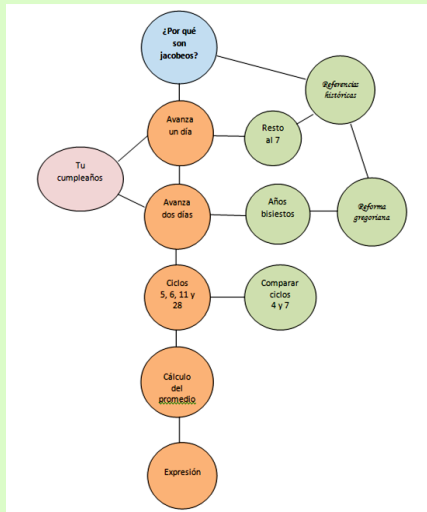 ¿Por qué
son
jacobeos?
Referencias
históricas
Avanza
un día
Resto
al 7
Tu
cumpleaños
Avanza
dos días
Años
bisiestos
Reforma
gregoriana
Ciclos
5, 6, 11 y
28
Comparar
ciclos
4 y 7
Cálculo
del
promedio
Expresión